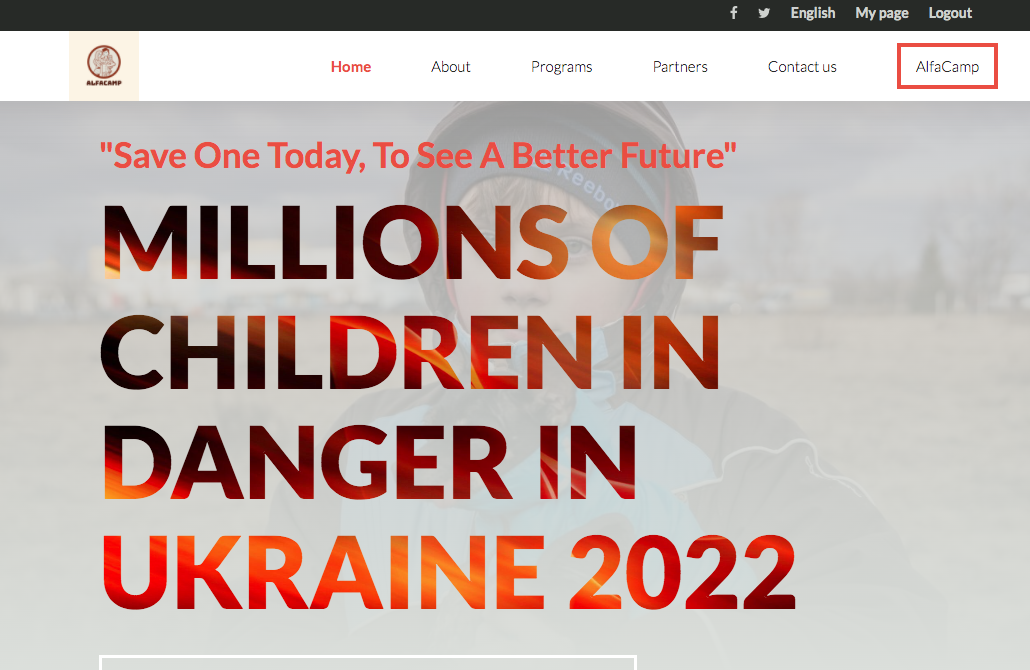 English My page Logout
ALFACAMP
Home About Programs Partners Contact us AlfaCamp
"Save One Today, To See A Better Future"
Reebo
MILLIONS OF
CHILDREN IN
DANGER IN
UKRAINE 2022